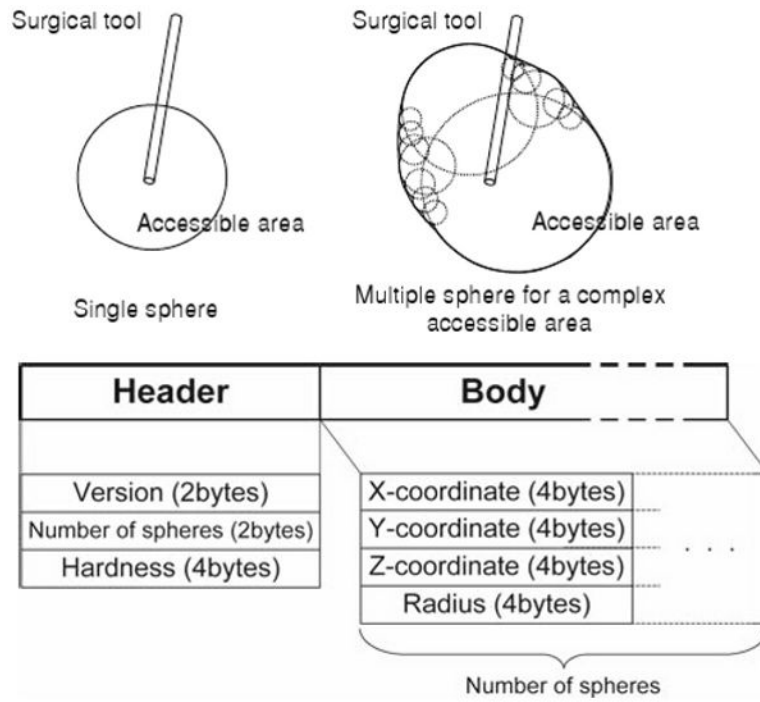 Surgical tool
Surgical tool
Accessible area
Accessible area
Single sphere
Multiple sphere for a complex
accessible area
Header
Body
Version (2bytes)
Number of spheres (2bytes)
Hardness (4bytes)
X-coordinate (4bytes)
Y-coordinate (4bytes)
Z-coordinate (4bytes)
Radius (4bytes)
. . .
Number of spheres